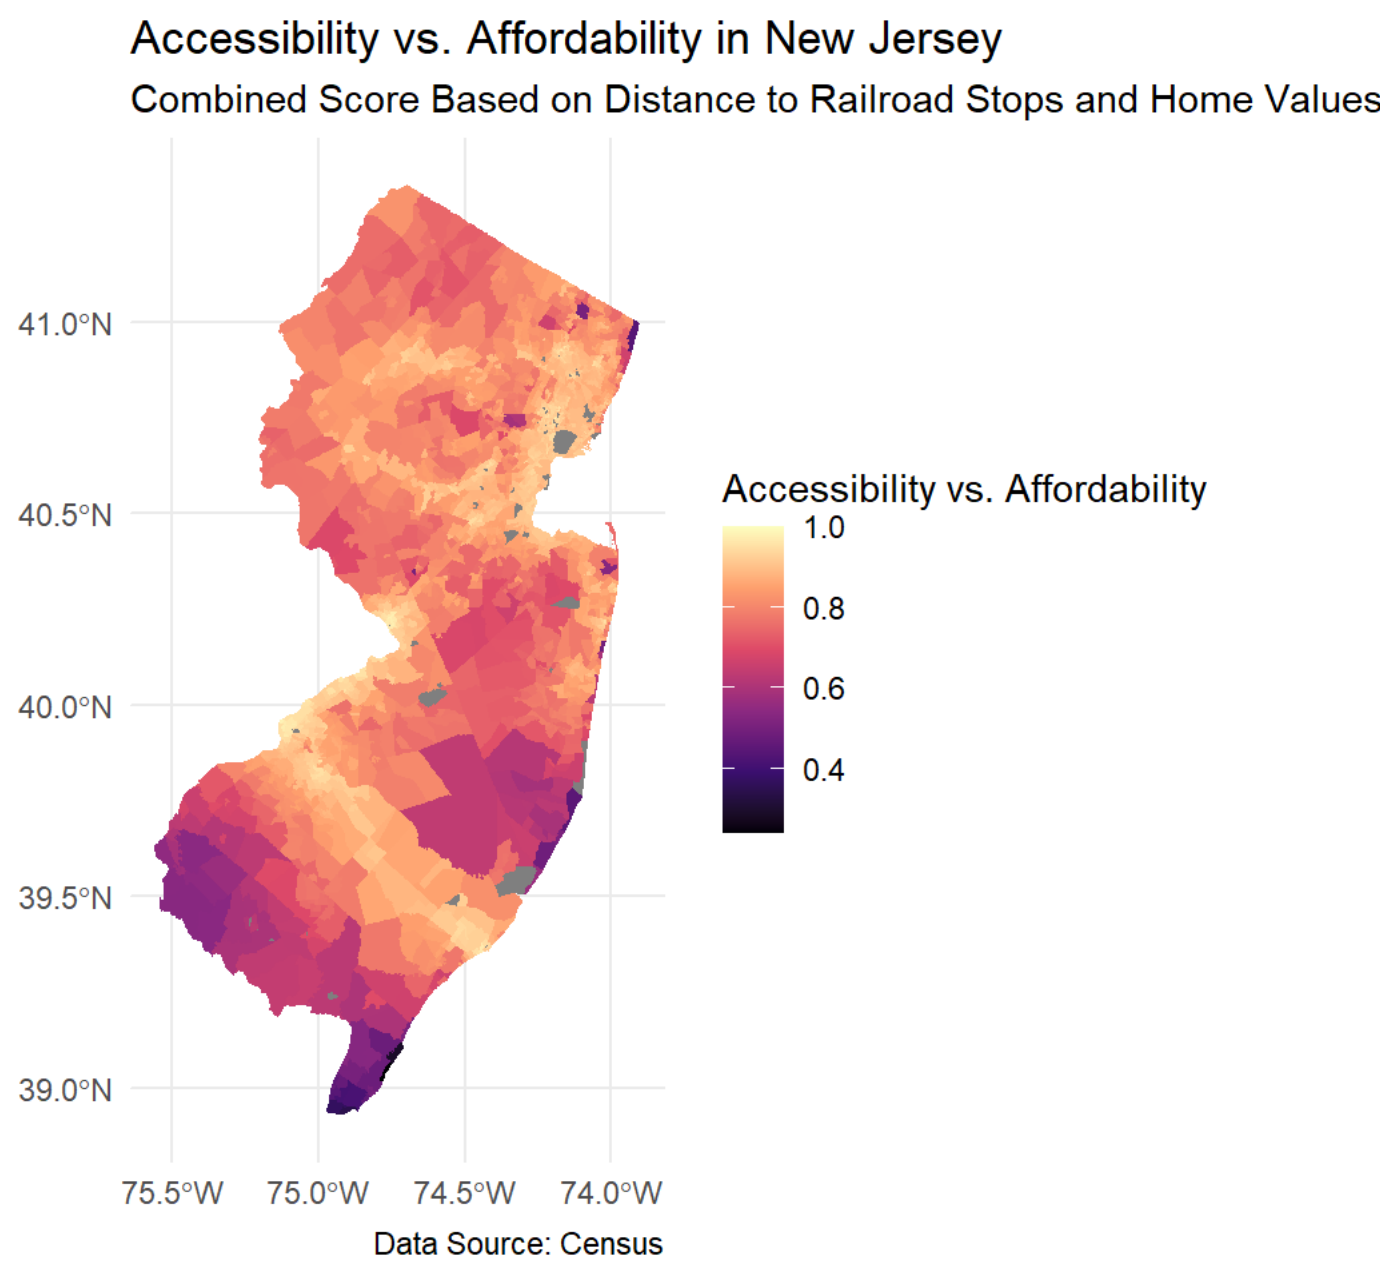 Accessibility vs. Affordability in New Jersey
Combined Score Based on Distance to Railroad Stops and Home Values
41.0°N
40.5°N
40.0°N
39.5°N
39.0°N
75.5°W
75.0°W
74.5°W
74.0°W
Accessibility vs. Affordability
1.0
0.8
0.6
0.4
Data Source: Census